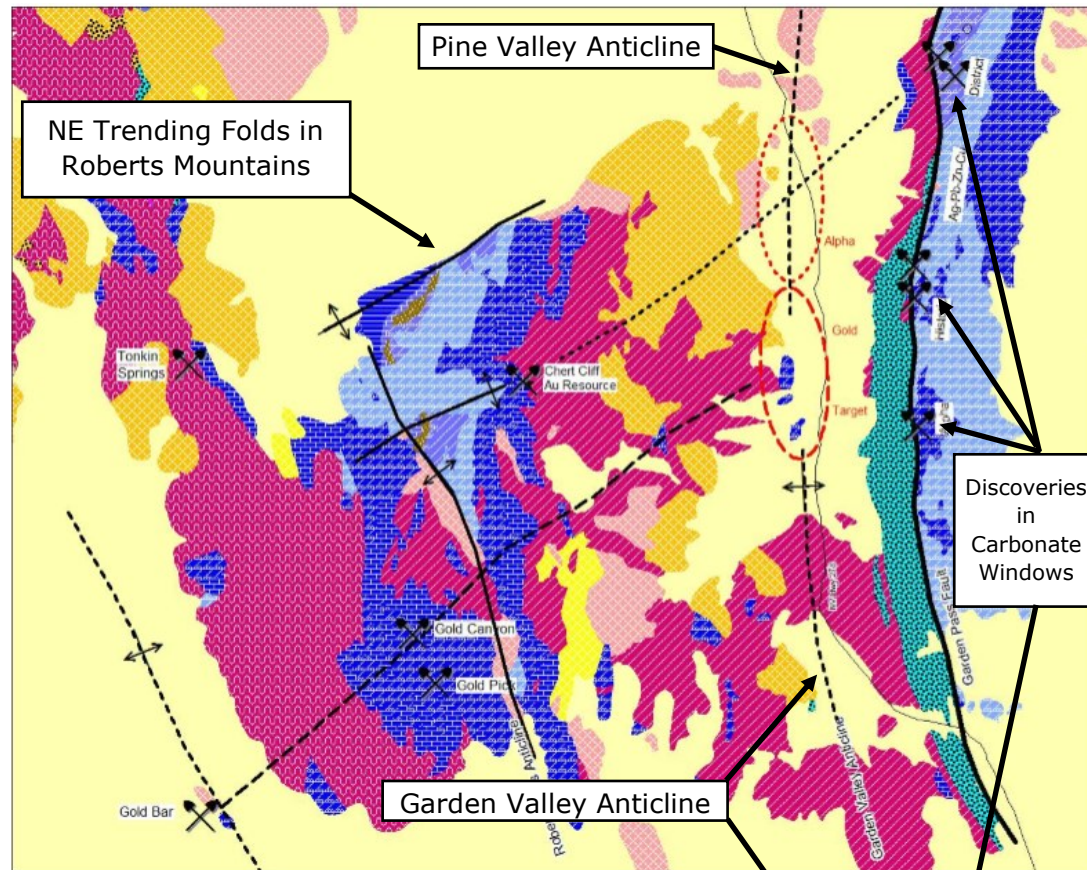 Pine Valley Anticline
District
NE Trending Folds in
Roberts Mountains
Ag-Pb-Zn-Cu
Alpha
Gold
Target
Tonkin
Springs
Chert Cliff
Au Resource
Alpha
Discoveries
in
Carbonate
Windows
Gold Canyon
Gold Pick
Garden Pass Fault
Garden Valley Anticline
Garden Valley Anticline
Gold Bar
Anticline